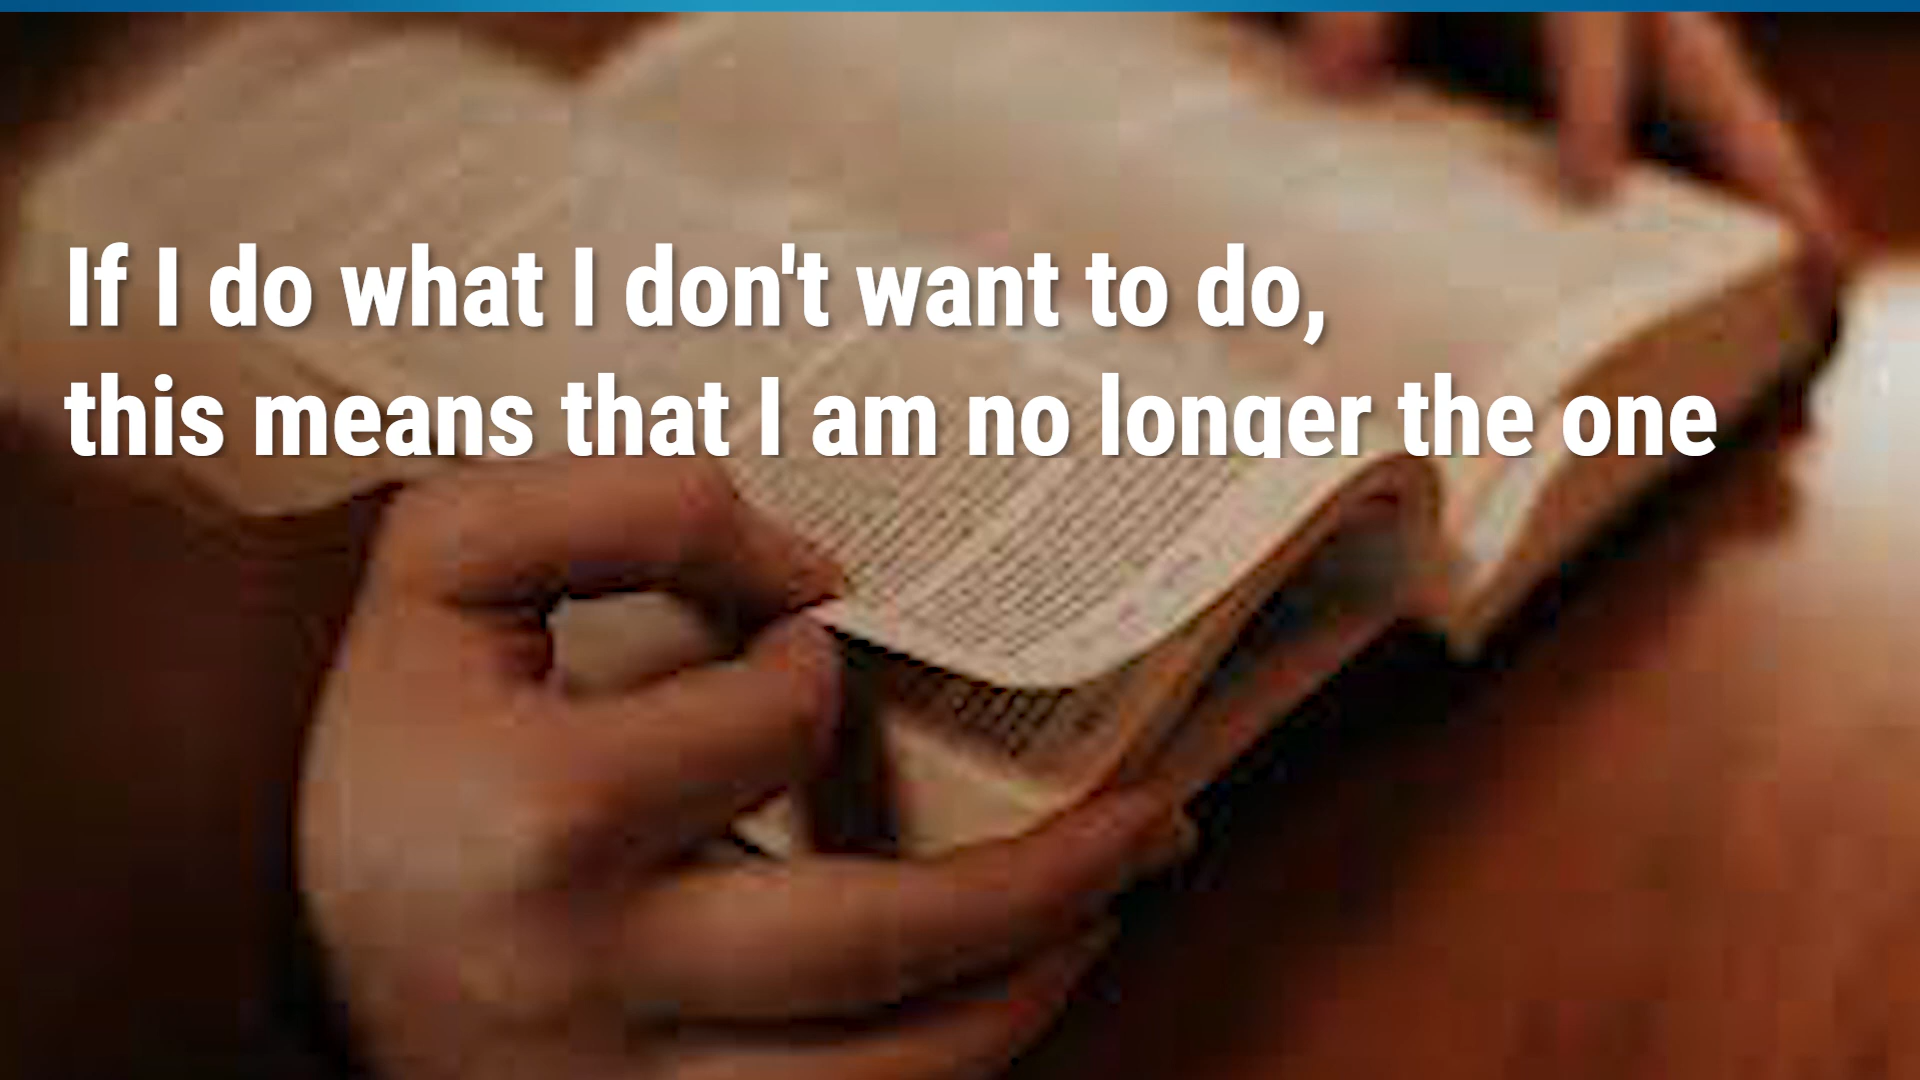 If I do what I don't want to do,
this means that I am no longer the one